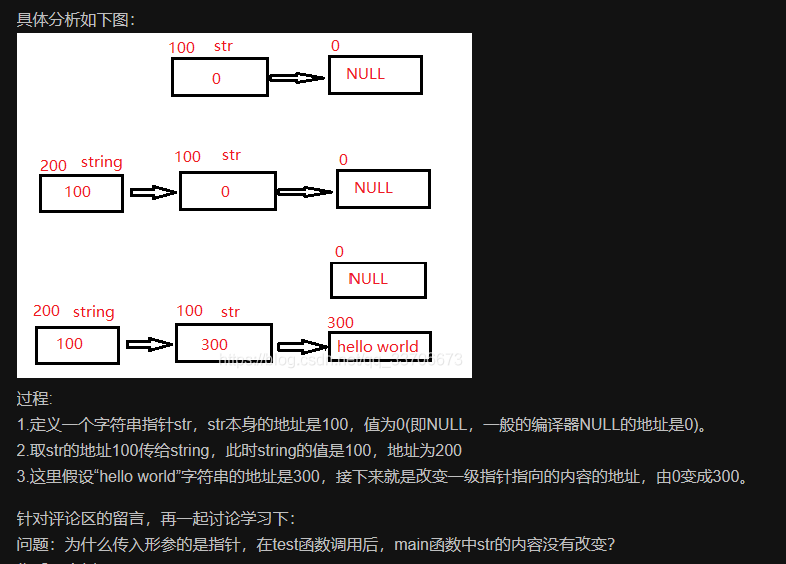 具体分析如下图：
100 str 0
0 NULL
200 string 100 str 0
100 0 NULL
0
NULL
200 string 100 str 300
100 300 hello world
过程:
1.定义一个字符串指针str，str本身的地址是100，值为0(即NULL，一般的编译器NULL的地址是0)。
2.取str的地址100传给string，此时string的值是100，地址为200
3.这里假设“hello world”字符串的地址是300，接下来就是改变一级指针指向的内容的地址，由0变成300。
针对评论区的留言，再一起讨论学习下：
问题：为什么传入形参的是指针，在test函数调用后，main函数中str的内容没有改变？